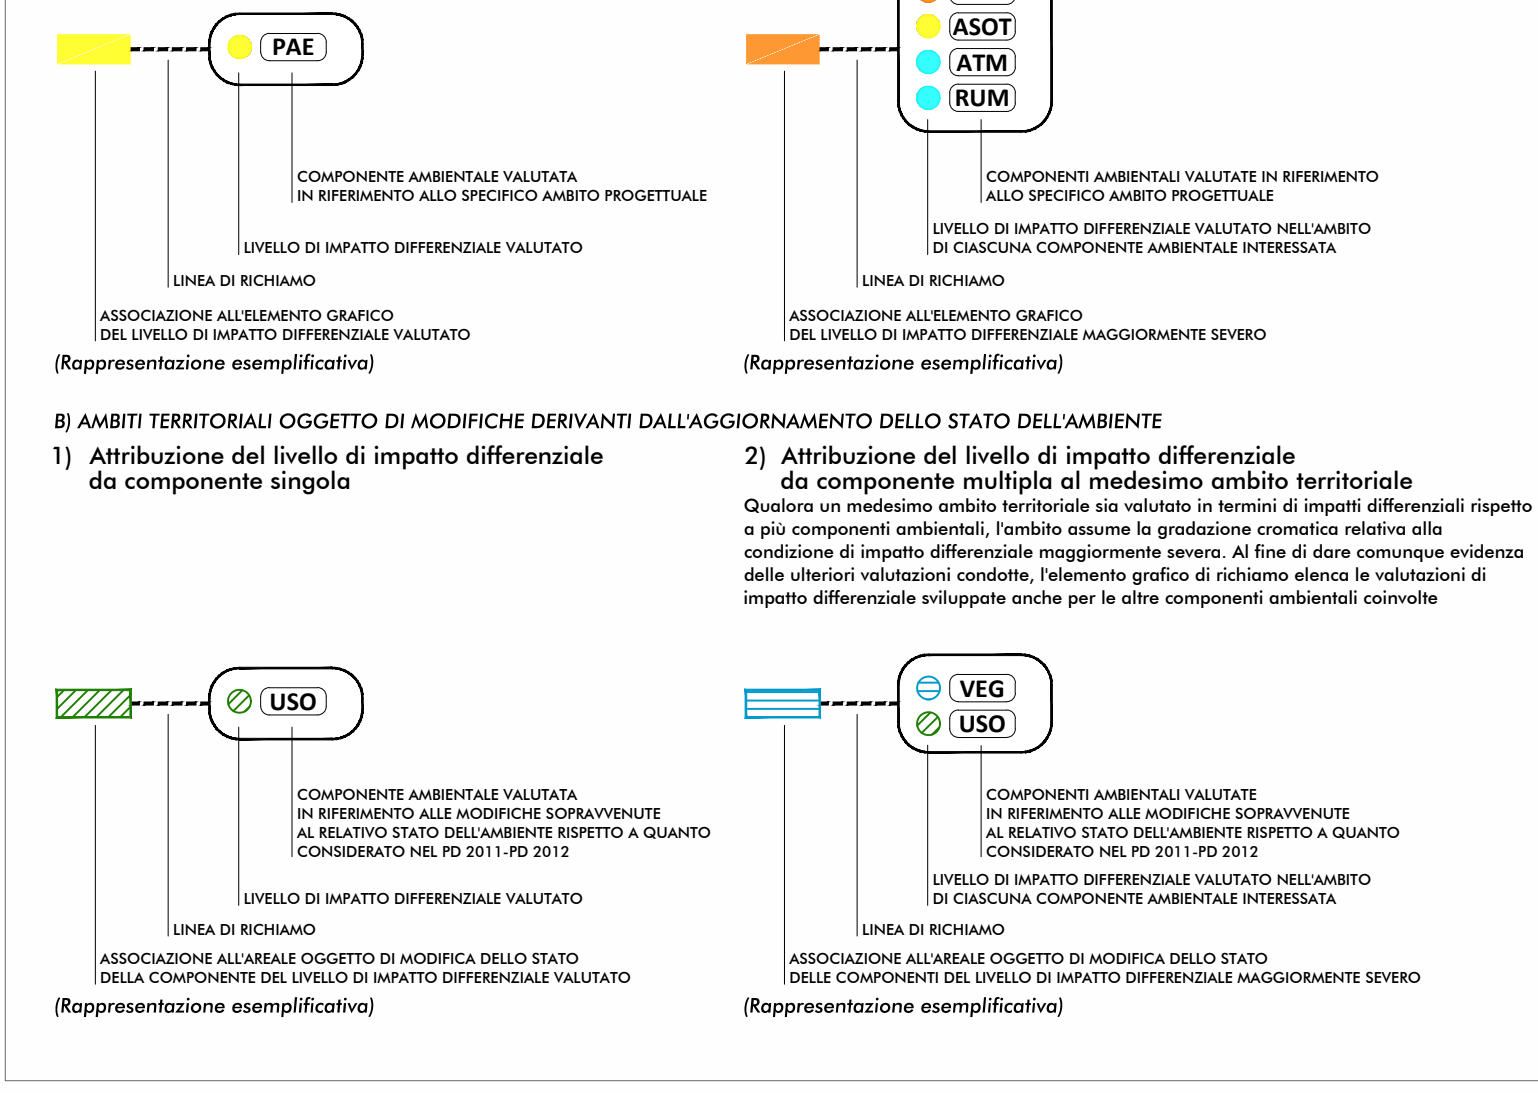 PAE
COMPONENTE AMBIENTALE VALUTATA
IN RIFERIMENTO ALLO SPECIFICO AMBITO PROGETTUALE
LIVELLO DI IMPATTO DIFFERENZIALE VALUTATO
LINEA DI RICHIAMO
ASSOCIAZIONE ALL'ELEMENTO GRAFICO
DEL LIVELLO DI IMPATTO DIFFERENZIALE VALUTATO
(Rappresentazione esemplificativa)
ASOT
ATM
RUM
COMPONENTI AMBIENTALI VALUTATE IN RIFERIMENTO
ALLO SPECIFICO AMBITO PROGETTUALE
LIVELLO DI IMPATTO DIFFERENZIALE VALUTATO NELL'AMBITO
DI CIASCUNA COMPONENTE AMBIENTALE INTERESSATA
LINEA DI RICHIAMO
ASSOCIAZIONE ALL'ELEMENTO GRAFICO
DEL LIVELLO DI IMPATTO DIFFERENZIALE MAGGIORMENTE SEVERO
(Rappresentazione esemplificativa)
B) AMBITI TERRITORIALI OGGETTO DI MODIFICHE DERIVANTI DALL'AGGIORNAMENTO DELLO STATO DELL'AMBIENTE
1) Attribuzione del livello di impatto differenziale
da componente singola
USO
COMPONENTE AMBIENTALE VALUTATA
IN RIFERIMENTO ALLE MODIFICHE SOPRAVVENUTE
AL RELATIVO STATO DELL'AMBIENTE RISPETTO A QUANTO
CONSIDERATO NEL PD 2011-PD 2012
LIVELLO DI IMPATTO DIFFERENZIALE VALUTATO
LINEA DI RICHIAMO
ASSOCIAZIONE ALL'AREALE OGGETTO DI MODIFICA DELLO STATO
DELLA COMPONENTE DEL LIVELLO DI IMPATTO DIFFERENZIALE VALUTATO
(Rappresentazione esemplificativa)
2) Attribuzione del livello di impatto differenziale
da componente multipla al medesimo ambito territoriale
Qualora un medesimo ambito territoriale sia valutato in termini di impatti differenziali rispetto
a più componenti ambientali, l'ambito assume la gradazione cromatica relativa alla
condizione di impatto differenziale maggiormente severa. Al fine di dare comunque evidenza
delle ulteriori valutazioni condotte, l'elemento grafico di richiamo elenca le valutazioni di
impatto differenziale sviluppate anche per le altre componenti ambientali coinvolte
VEG
USO
COMPONENTI AMBIENTALI VALUTATE
IN RIFERIMENTO ALLE MODIFICHE SOPRAVVENUTE
AL RELATIVO STATO DELL'AMBIENTE RISPETTO A QUANTO
CONSIDERATO NEL PD 2011-PD 2012
LIVELLO DI IMPATTO DIFFERENZIALE VALUTATO NELL'AMBITO
DI CIASCUNA COMPONENTE AMBIENTALE INTERESSATA
LINEA DI RICHIAMO
ASSOCIAZIONE ALL'AREALE OGGETTO DI MODIFICA DELLO STATO
DELLE COMPONENTI DEL LIVELLO DI IMPATTO DIFFERENZIALE MAGGIORMENTE SEVERO
(Rappresentazione esemplificativa)